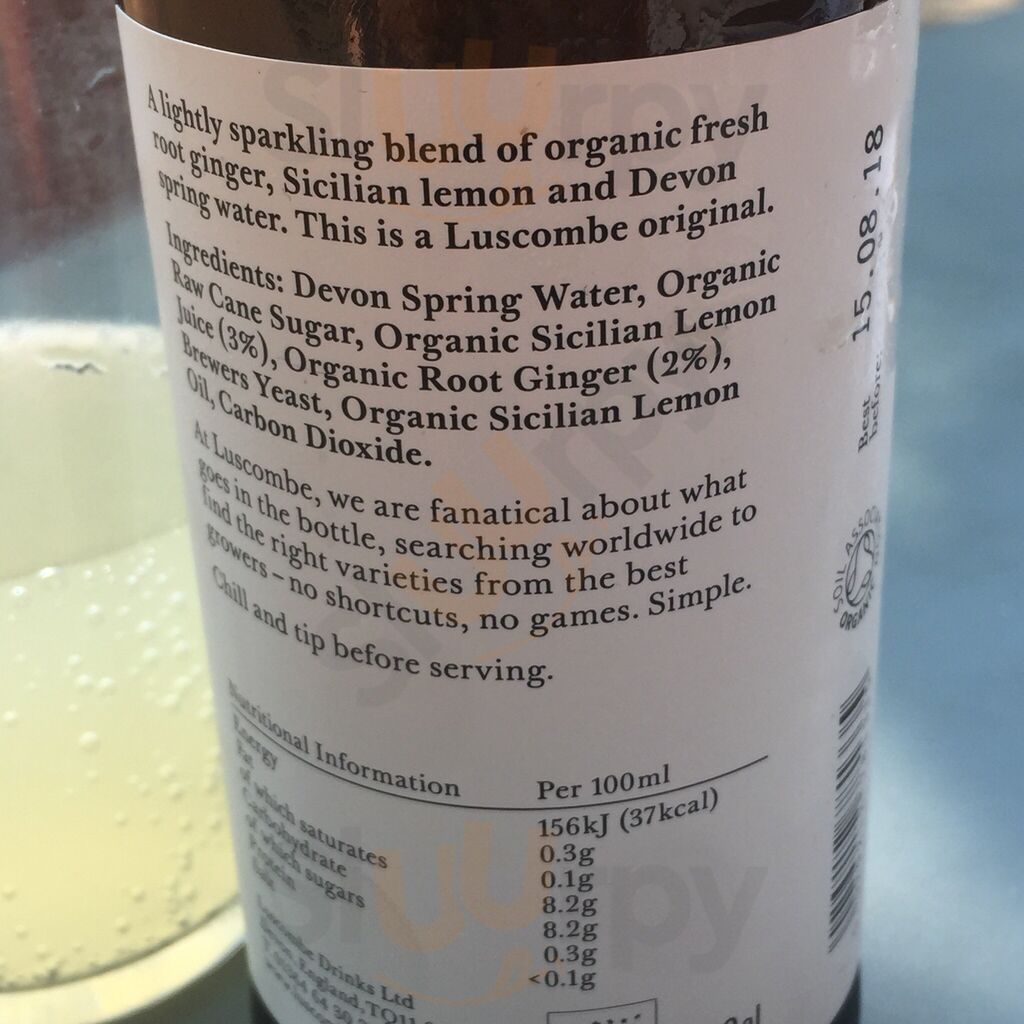 A lightly sparkling blend of organic fresh
root ginger, Sicilian lemon and Devon
spring water. This is a Luscombe original.
Ingredients: Devon Spring Water, Organic
Raw Cane Sugar, Organic Sicilian Lemon
Juice (3%), Organic Root Ginger (2%),
Brewers Yeast, Organic Sicilian Lemon
Oil, Carbon Dioxide.
At Luscombe, we are fanatical about what
goes in the bottle, searching worldwide to
find the right varieties from the best
growers – no shortcuts, no games. Simple.
Chill and tip before serving.
Nutritional Information Per 100ml
Energy 156kJ (37kcal)
Fat 0.3g
of which saturates 0.1g
Carbohydrate 8.2g
of which sugars 8.2g
Protein 0.3g
Salt <0.1g
Luscombe Drinks Ltd
England, TQ11
Best
before:
15.08.18
SOIL ASSOC
ORGANIC
sluurpy
sluurpy
sluurpy